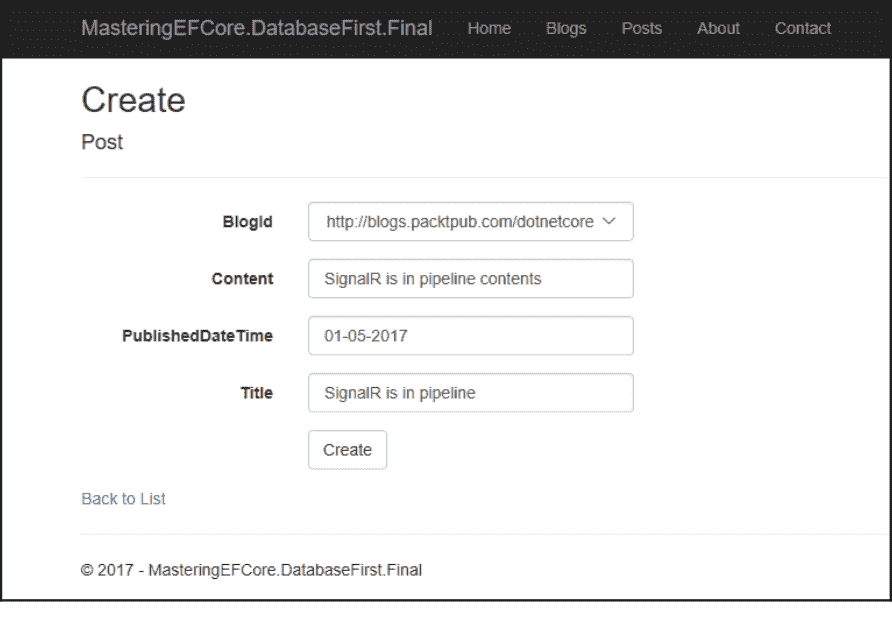 MasteringEFCore.DatabaseFirst.Final Home Blogs Posts About Contact
Create
Post
BlogId http://blogs.packtpub.com/dotnetcore
Content SignalR is in pipeline contents
PublishedDateTime 01-05-2017
Title SignalR is in pipeline
Create
Back to List
© 2017 - MasteringEFCore.DatabaseFirst.Final